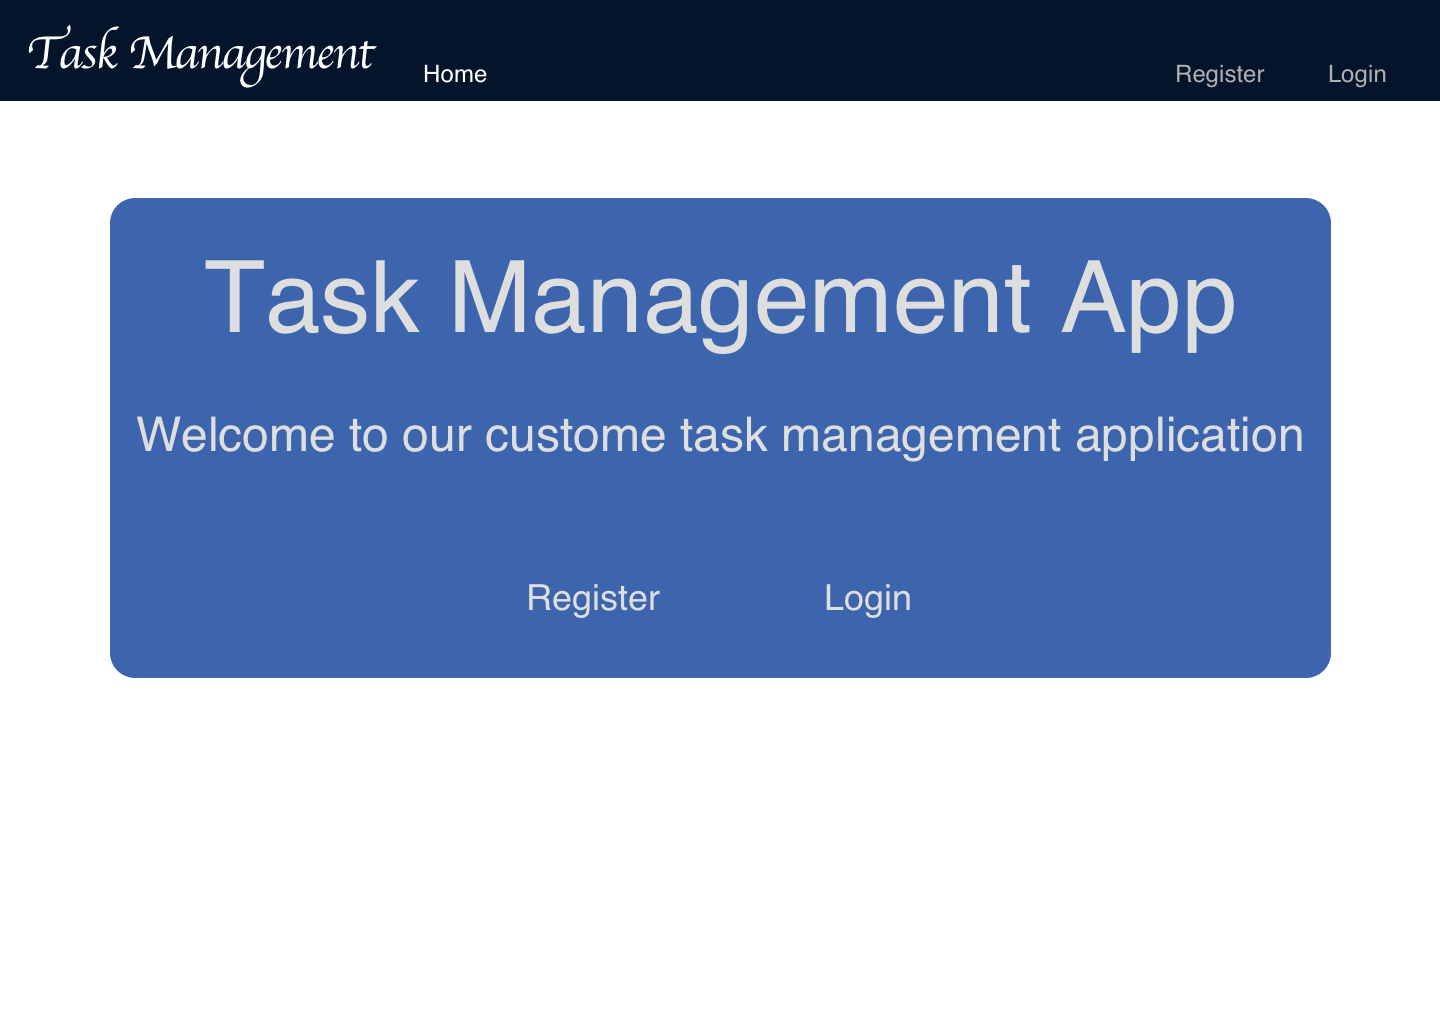 Task Management
Home
Register
Login
Task Management App
Welcome to our custome task management application
Register
Login